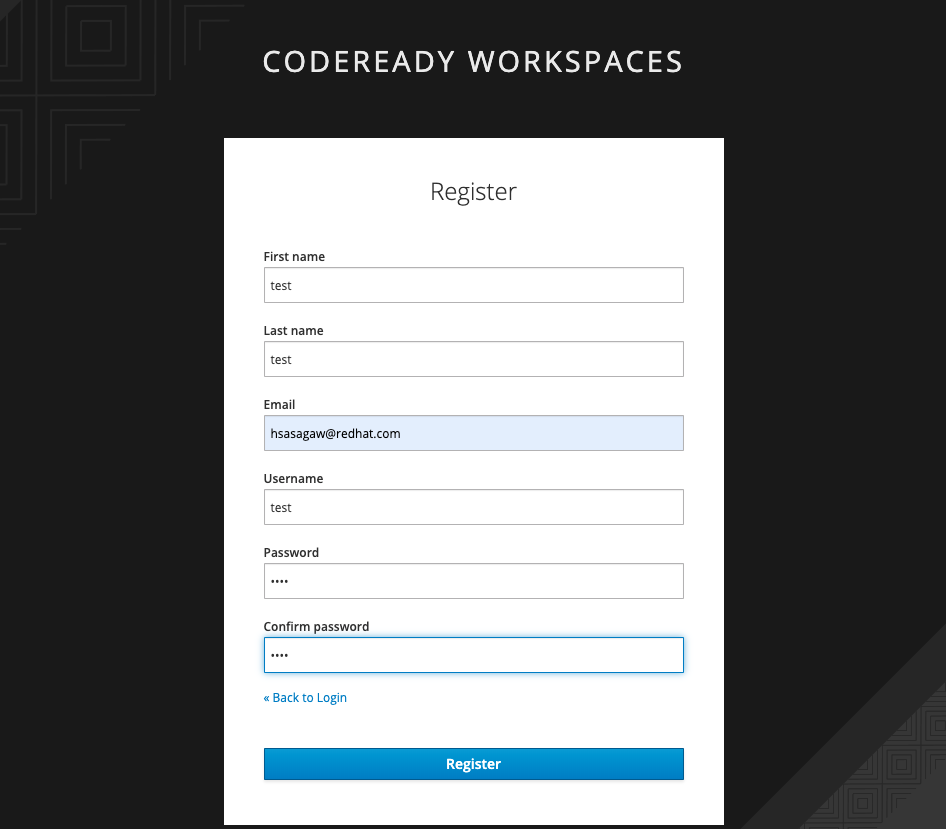 CODEREADY WORKSPACES
Register
First name
test
Last name
test
Email
hsasagaw@redhat.com
Username
test
Password
••••
Confirm password
••••
« Back to Login
Register